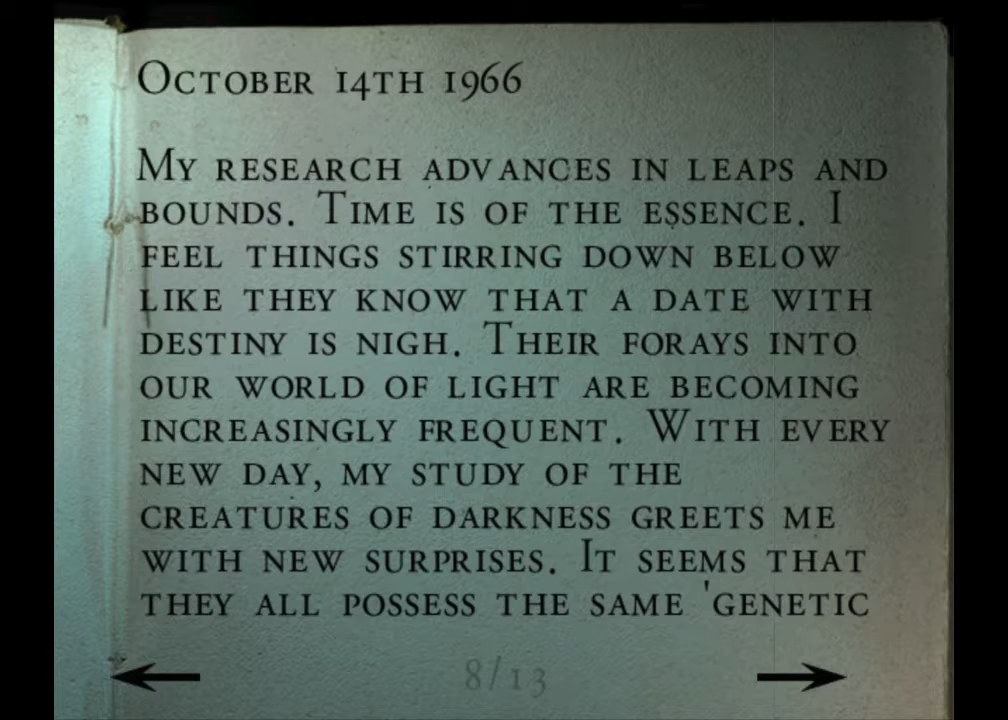 October 14th 1966
My research advances in leaps and
bounds. Time is of the essence. I
feel things stirring down below
like they know that a date with
destiny is nigh. Their forays into
our world of light are becoming
increasingly frequent. With every
new day, my study of the
creatures of darkness greets me
with new surprises. It seems that
they all possess the same 'genetic
8/13